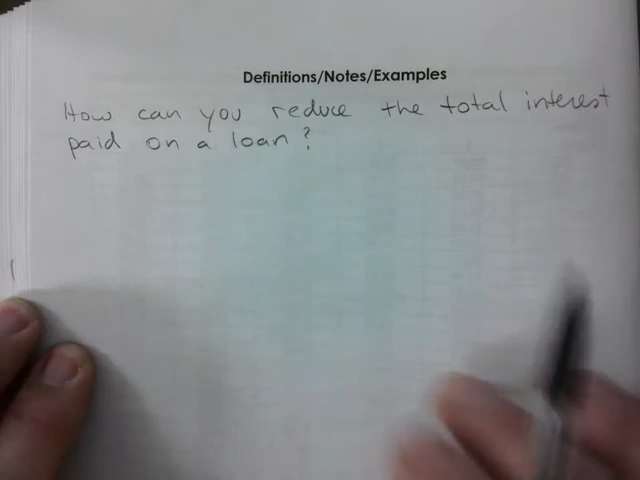 Definitions/Notes/Examples
How can you reduce the total interest
paid on a loan?